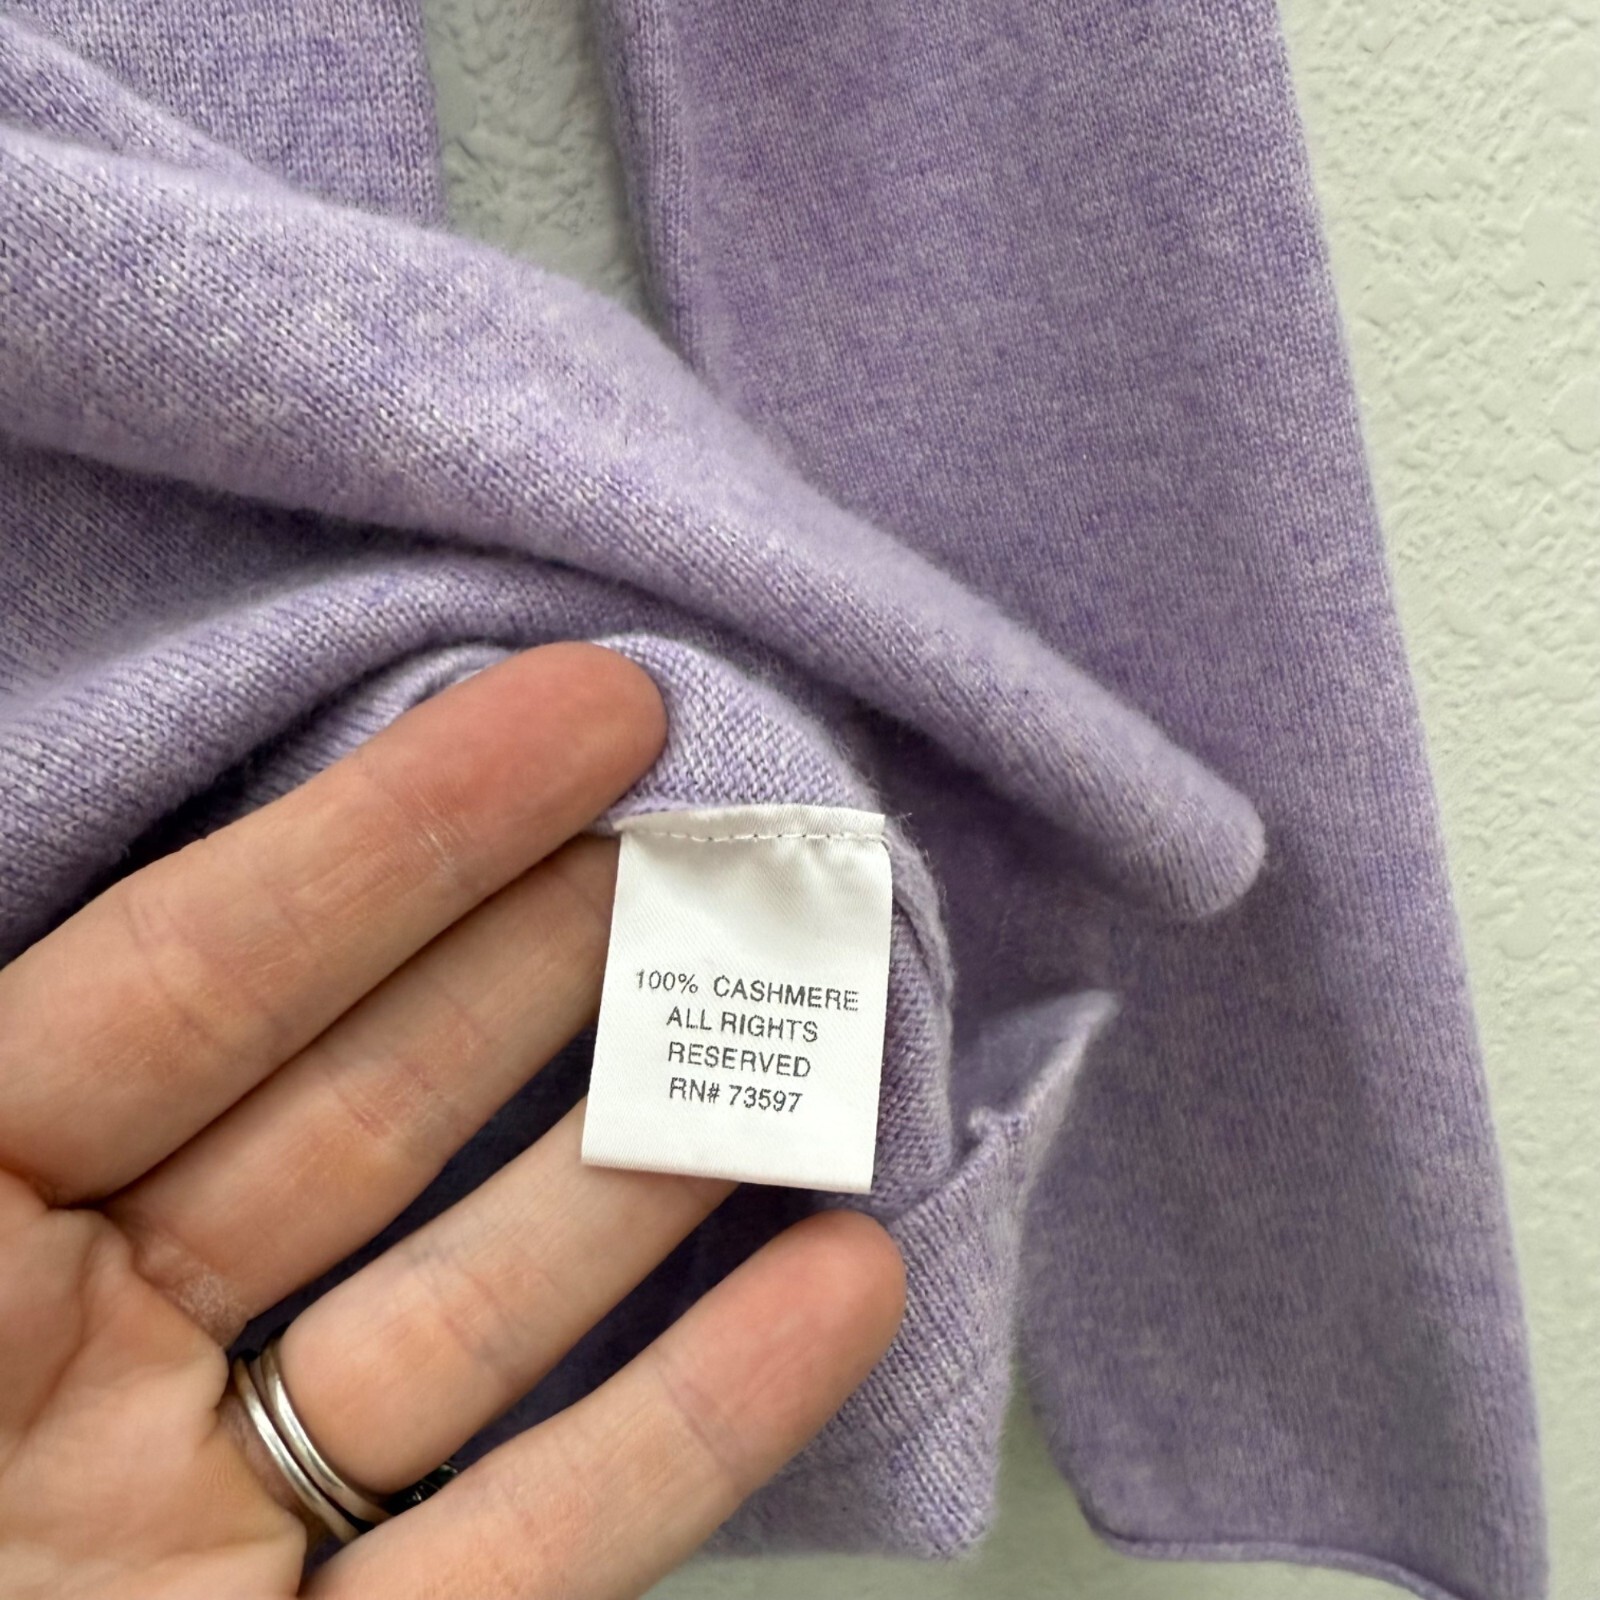 100% CASHMERE
ALL RIGHTS
RESERVED
RN# 73597